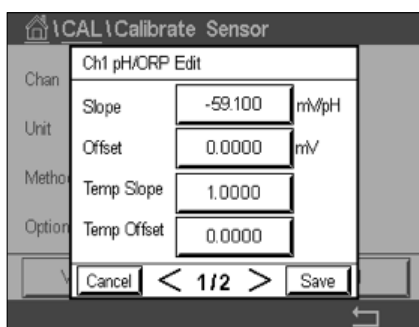 \CAL\Calibrate Sensor
Ch1 pH/ORP Edit
Chan
Slope -59.100 mV/pH
Unit
Offset 0.0000 mV
Metho
Temp Slope 1.0000
Option
Temp Offset 0.0000
Cancel < 1/2 > Save